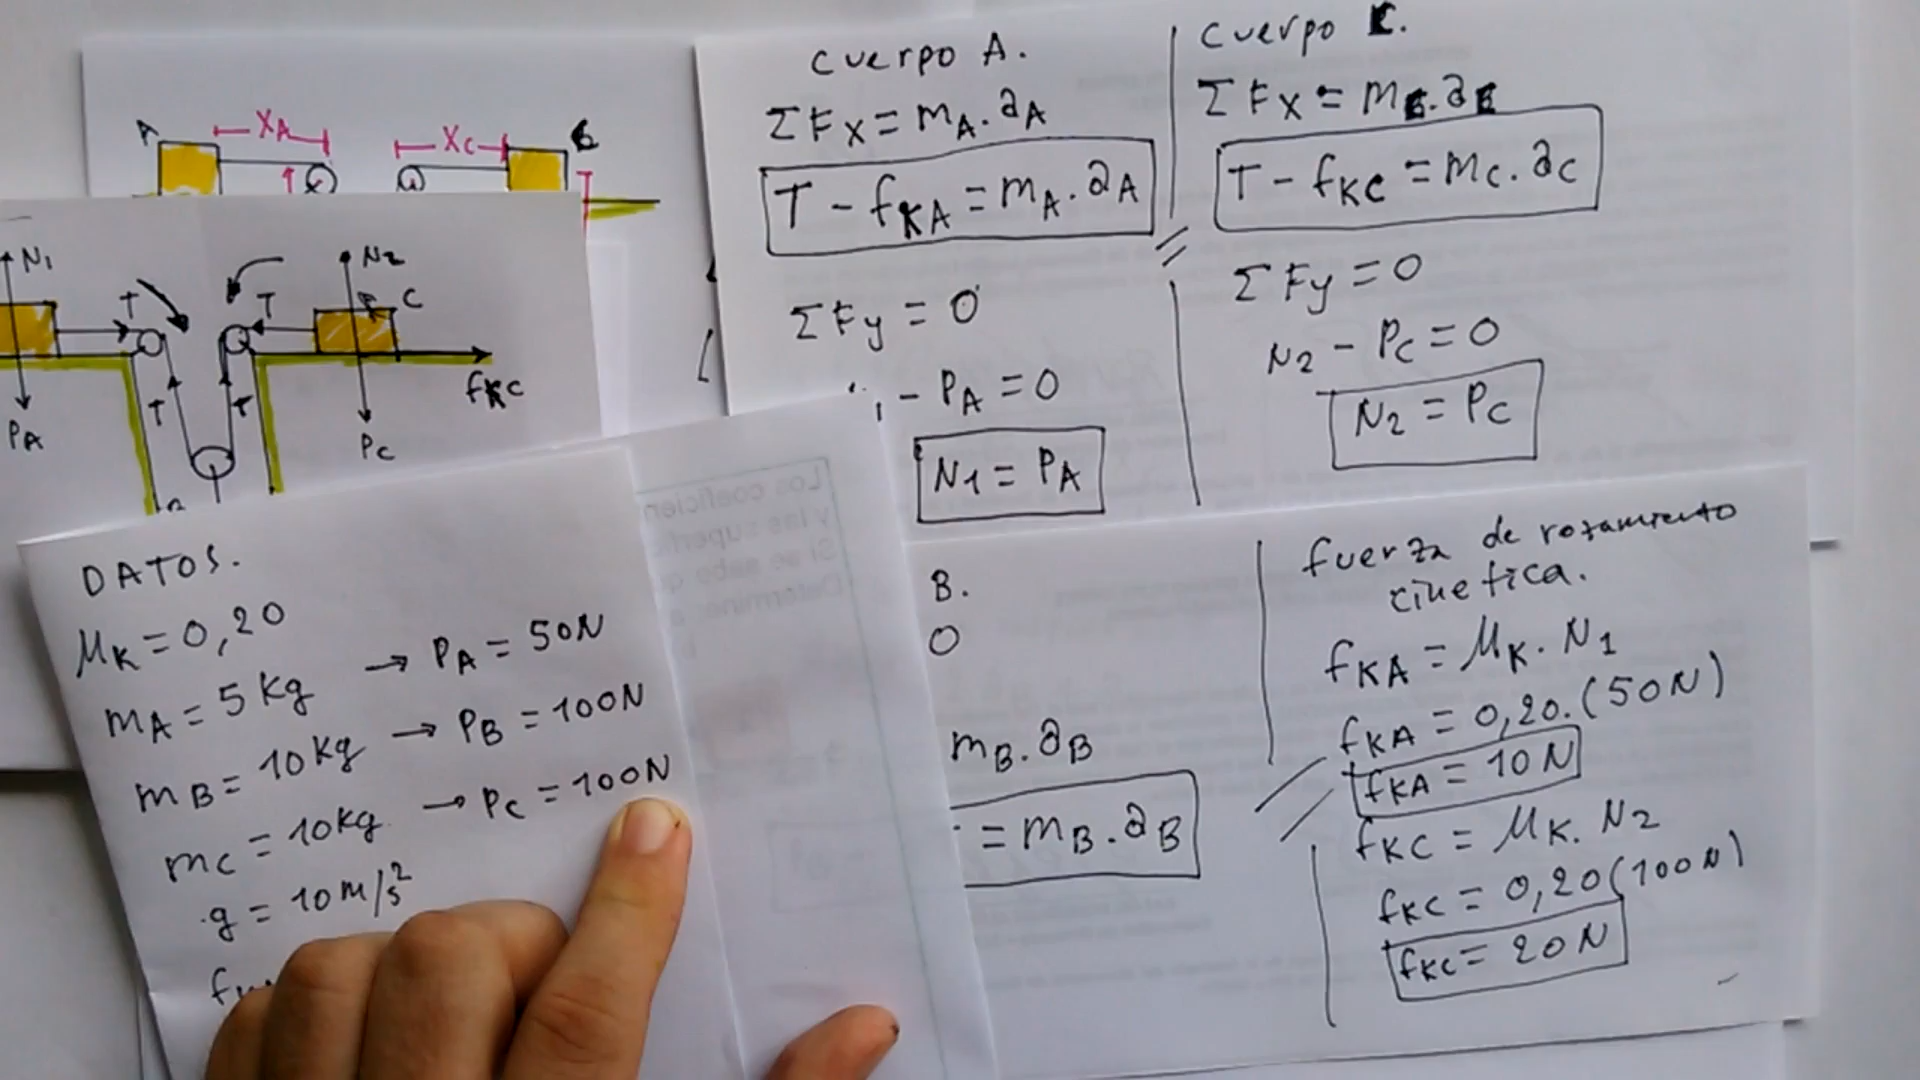 A
XA
XC
C
N1
T
T
N2
C
fKC
PA
T
T
PC
cuerpo A.
ΣFx = mA.aA
T - fKA = mA.aA
ΣFy = 0
- PA = 0
N1 = PA
cuerpo C.
ΣFx = mC.aC
T - fKC = mC.aC
ΣFy = 0
N2 - PC = 0
N2 = PC
DATOS.
μK = 0,20
mA = 5 Kg → PA = 50N
mB = 10 Kg → PB = 100N
mC = 10 Kg. → PC = 100N
g = 10 m/s²
B.
0
mB.aB
= mB.aB
fuerza de rozamiento
cinetica.
fKA = μK. N1
fKA = 0,20.(50N)
fKA = 10 N
fKC = μK. N2
fKC = 0,20(100N)
fKC = 20N